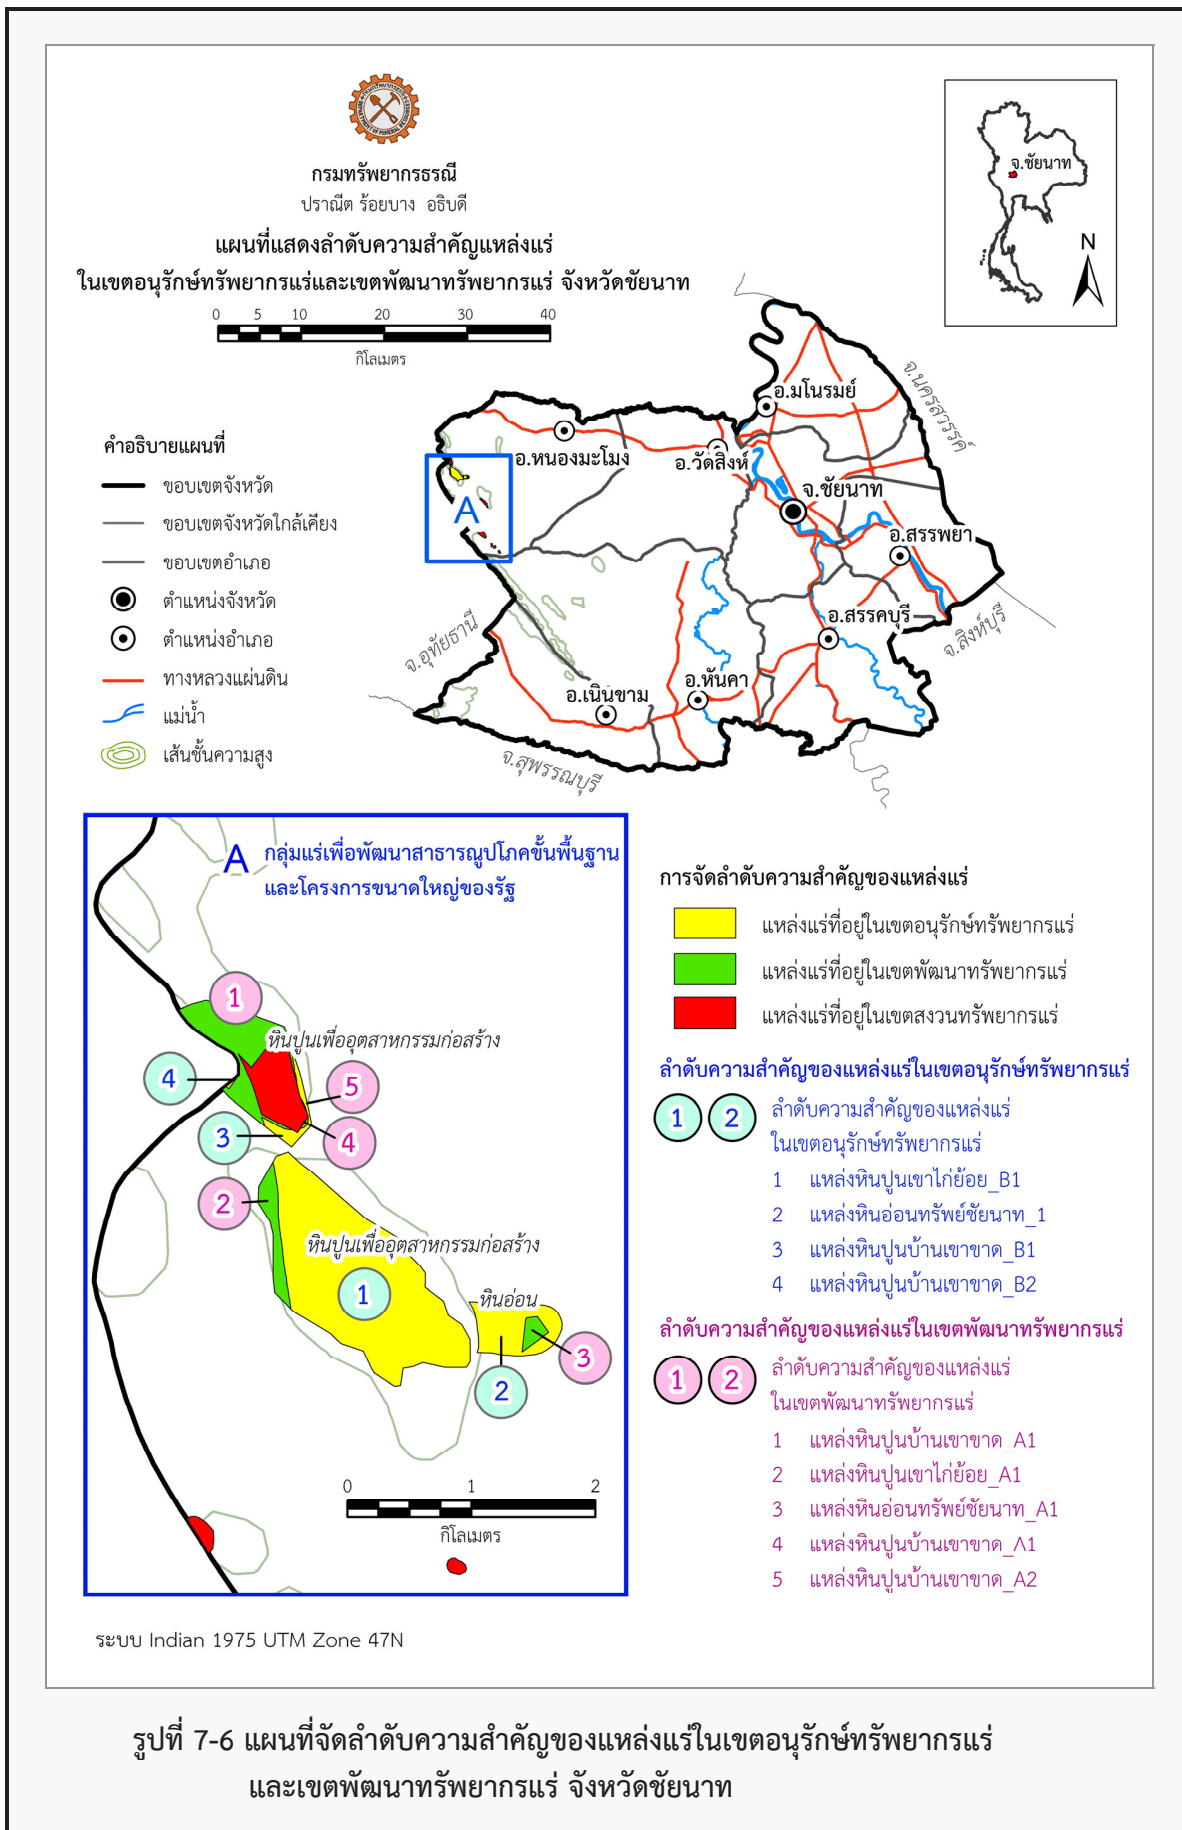 กรมทรัพยากรธรณี
DEPARTMENT OF MINERAL RESOURCES
กรมทรัพยากรธรณี
ปราณีต ร้อยบาง อธิบดี
แผนที่แสดงลำดับความสำคัญแหล่งแร่
ในเขตอนุรักษ์ทรัพยากรแร่และเขตพัฒนาทรัพยากรแร่ จังหวัดชัยนาท
0 5 10 20 30 40
กิโลเมตร
จ.ชัยนาท
N
คำอธิบายแผนที่
ขอบเขตจังหวัด
ขอบเขตจังหวัดใกล้เคียง
ขอบเขตอำเภอ
ตำแหน่งจังหวัด
ตำแหน่งอำเภอ
ทางหลวงแผ่นดิน
แม่น้ำ
เส้นชั้นความสูง
จ.นครสวรรค์
อ.มโนรมย์
อ.หนองมะโมง
อ.วัดสิงห์
จ.ชัยนาท
A
อ.สรรพยา
อ.สรรคบุรี
จ.สิงห์บุรี
จ.อุทัยธานี
อ.หันคา
อ.เนินขาม
จ.สุพรรณบุรี
A กลุ่มแร่เพื่อพัฒนาสาธารณูปโภคขั้นพื้นฐาน
และโครงการขนาดใหญ่ของรัฐ
1
หินปูนเพื่ออุตสาหกรรมก่อสร้าง
4
5
3
4
2
หินปูนเพื่ออุตสาหกรรมก่อสร้าง
1
หินอ่อน
3
2
0 1 2
กิโลเมตร
การจัดลำดับความสำคัญของแหล่งแร่
แหล่งแร่ที่อยู่ในเขตอนุรักษ์ทรัพยากรแร่
แหล่งแร่ที่อยู่ในเขตพัฒนาทรัพยากรแร่
แหล่งแร่ที่อยู่ในเขตสงวนทรัพยากรแร่
ลำดับความสำคัญของแหล่งแร่ในเขตอนุรักษ์ทรัพยากรแร่
1 2 ลำดับความสำคัญของแหล่งแร่
ในเขตอนุรักษ์ทรัพยากรแร่
1 แหล่งหินปูนเขาไก่ย้อย_B1
2 แหล่งหินอ่อนทรัพย์ชัยนาท_1
3 แหล่งหินปูนบ้านเขาขาด_B1
4 แหล่งหินปูนบ้านเขาขาด_B2
ลำดับความสำคัญของแหล่งแร่ในเขตพัฒนาทรัพยากรแร่
1 2 ลำดับความสำคัญของแหล่งแร่
ในเขตพัฒนาทรัพยากรแร่
1 แหล่งหินปูนบ้านเขาขาด_A1
2 แหล่งหินปูนเขาไก่ย้อย_A1
3 แหล่งหินอ่อนทรัพย์ชัยนาท_A1
4 แหล่งหินปูนบ้านเขาขาด_Λ1
5 แหล่งหินปูนบ้านเขาขาด_A2
ระบบ Indian 1975 UTM Zone 47N
รูปที่ 7-6 แผนที่จัดลำดับความสำคัญของแหล่งแร่ในเขตอนุรักษ์ทรัพยากรแร่
และเขตพัฒนาทรัพยากรแร่ จังหวัดชัยนาท